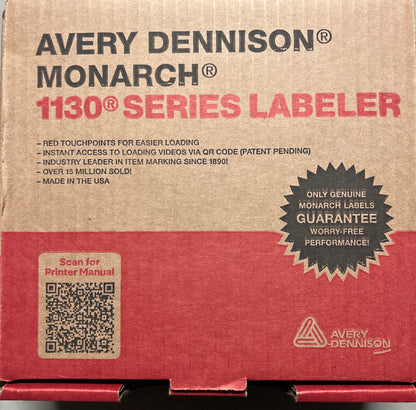 AVERY DENNISON®
MONARCH®
1130® SERIES LABELER
– RED TOUCHPOINTS FOR EASIER LOADING
– INSTANT ACCESS TO LOADING VIDEOS VIA QR CODE (PATENT PENDING)
– INDUSTRY LEADER IN ITEM MARKING SINCE 1890!
– OVER 15 MILLION SOLD!
– MADE IN THE USA
ONLY GENUINE
MONARCH LABELS
GUARANTEE
WORRY-FREE
PERFORMANCE!
Scan for
Printer Manual
AVERY
DENNISON